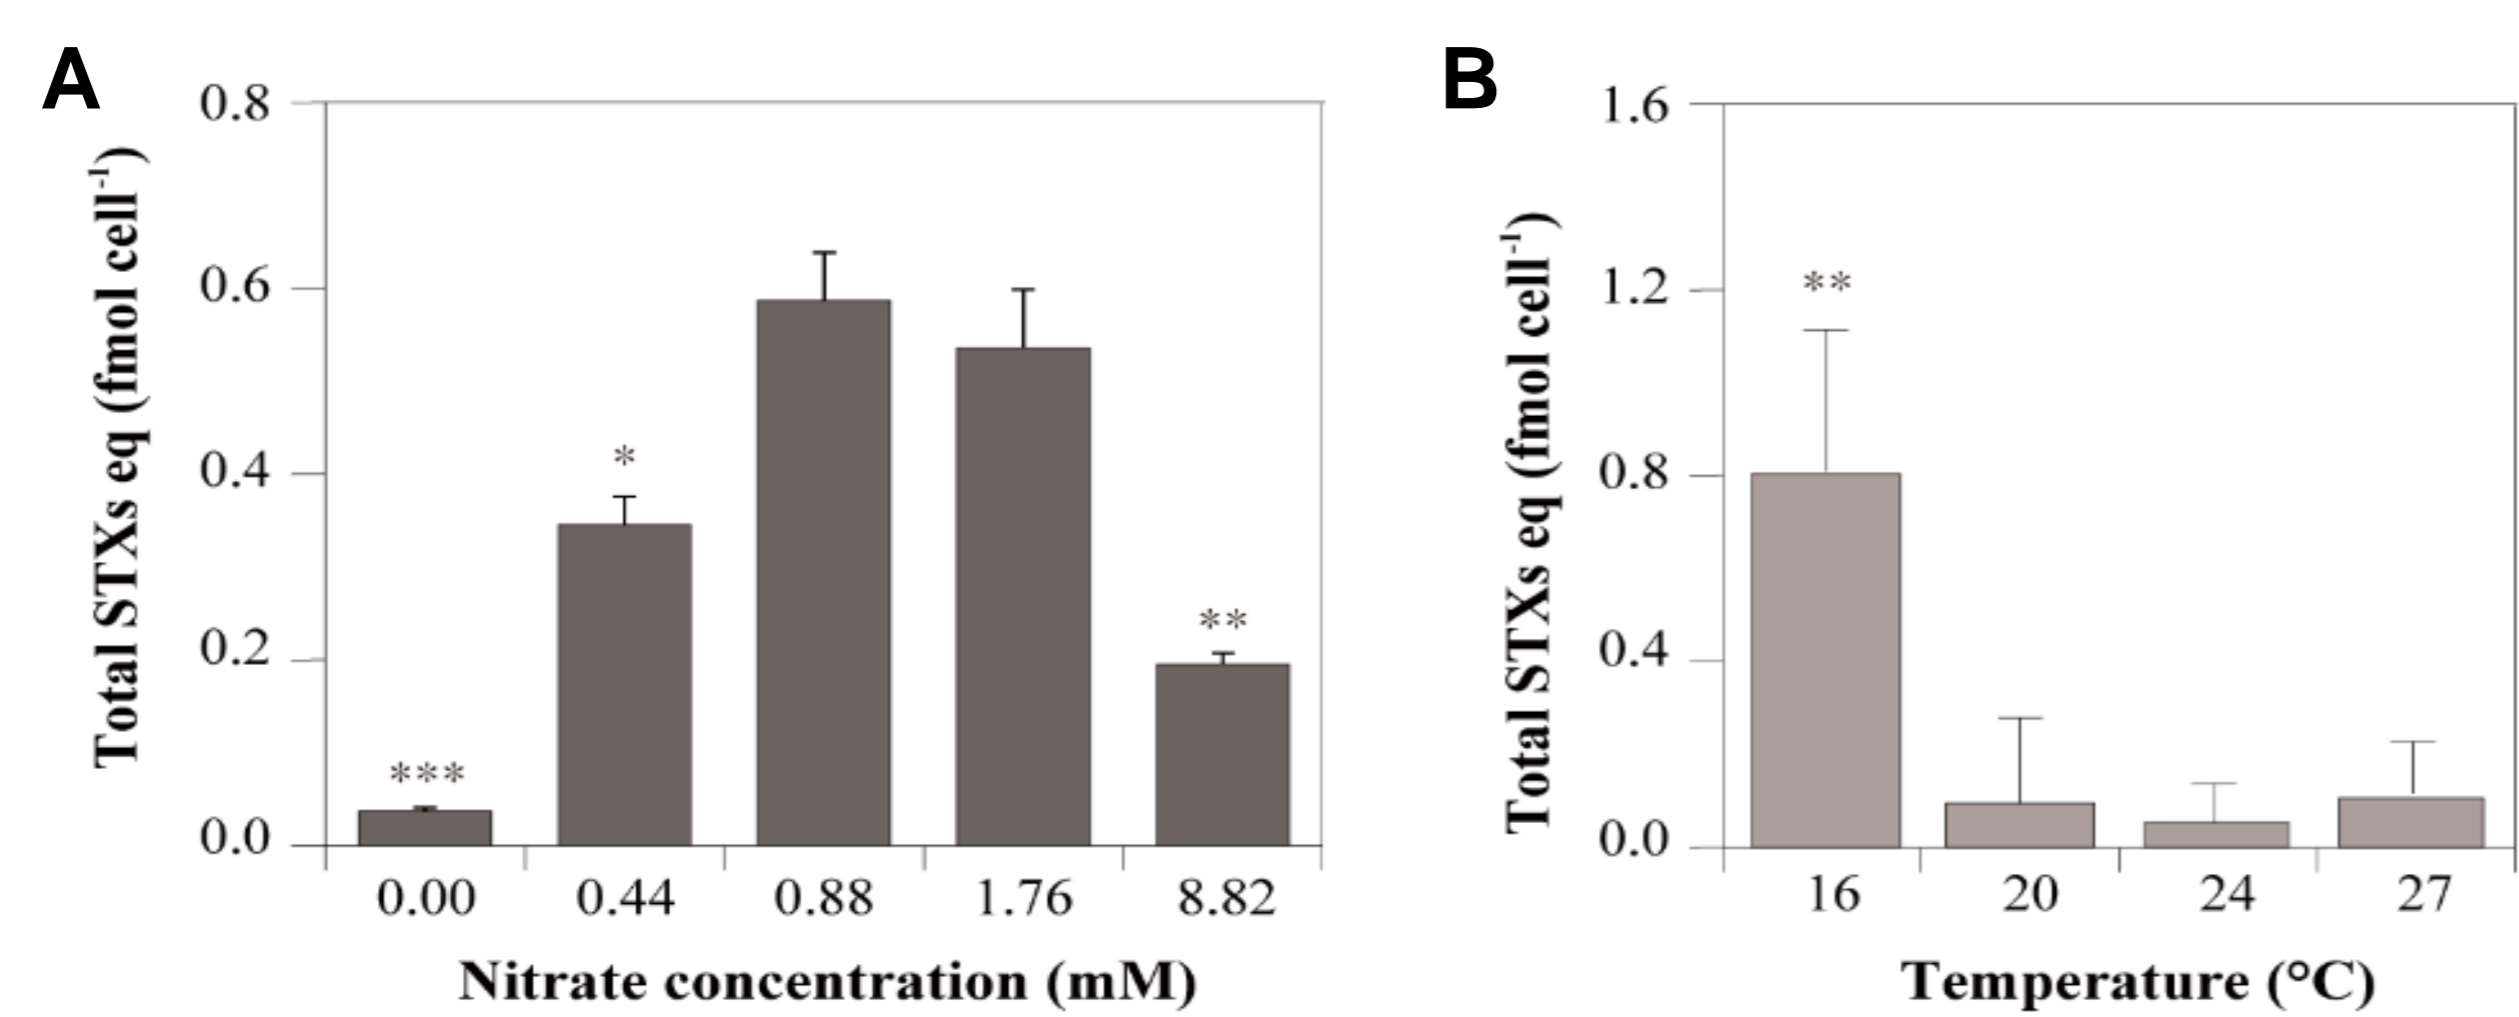 A
Total STXs eq (fmol cell⁻¹)
0.8
0.6
0.4
0.2
0.0
***
*
**
0.00 0.44 0.88 1.76 8.82
Nitrate concentration (mM)
B
Total STXs eq (fmol cell⁻¹)
1.6
1.2
0.8
0.4
0.0
**
16 20 24 27
Temperature (°C)